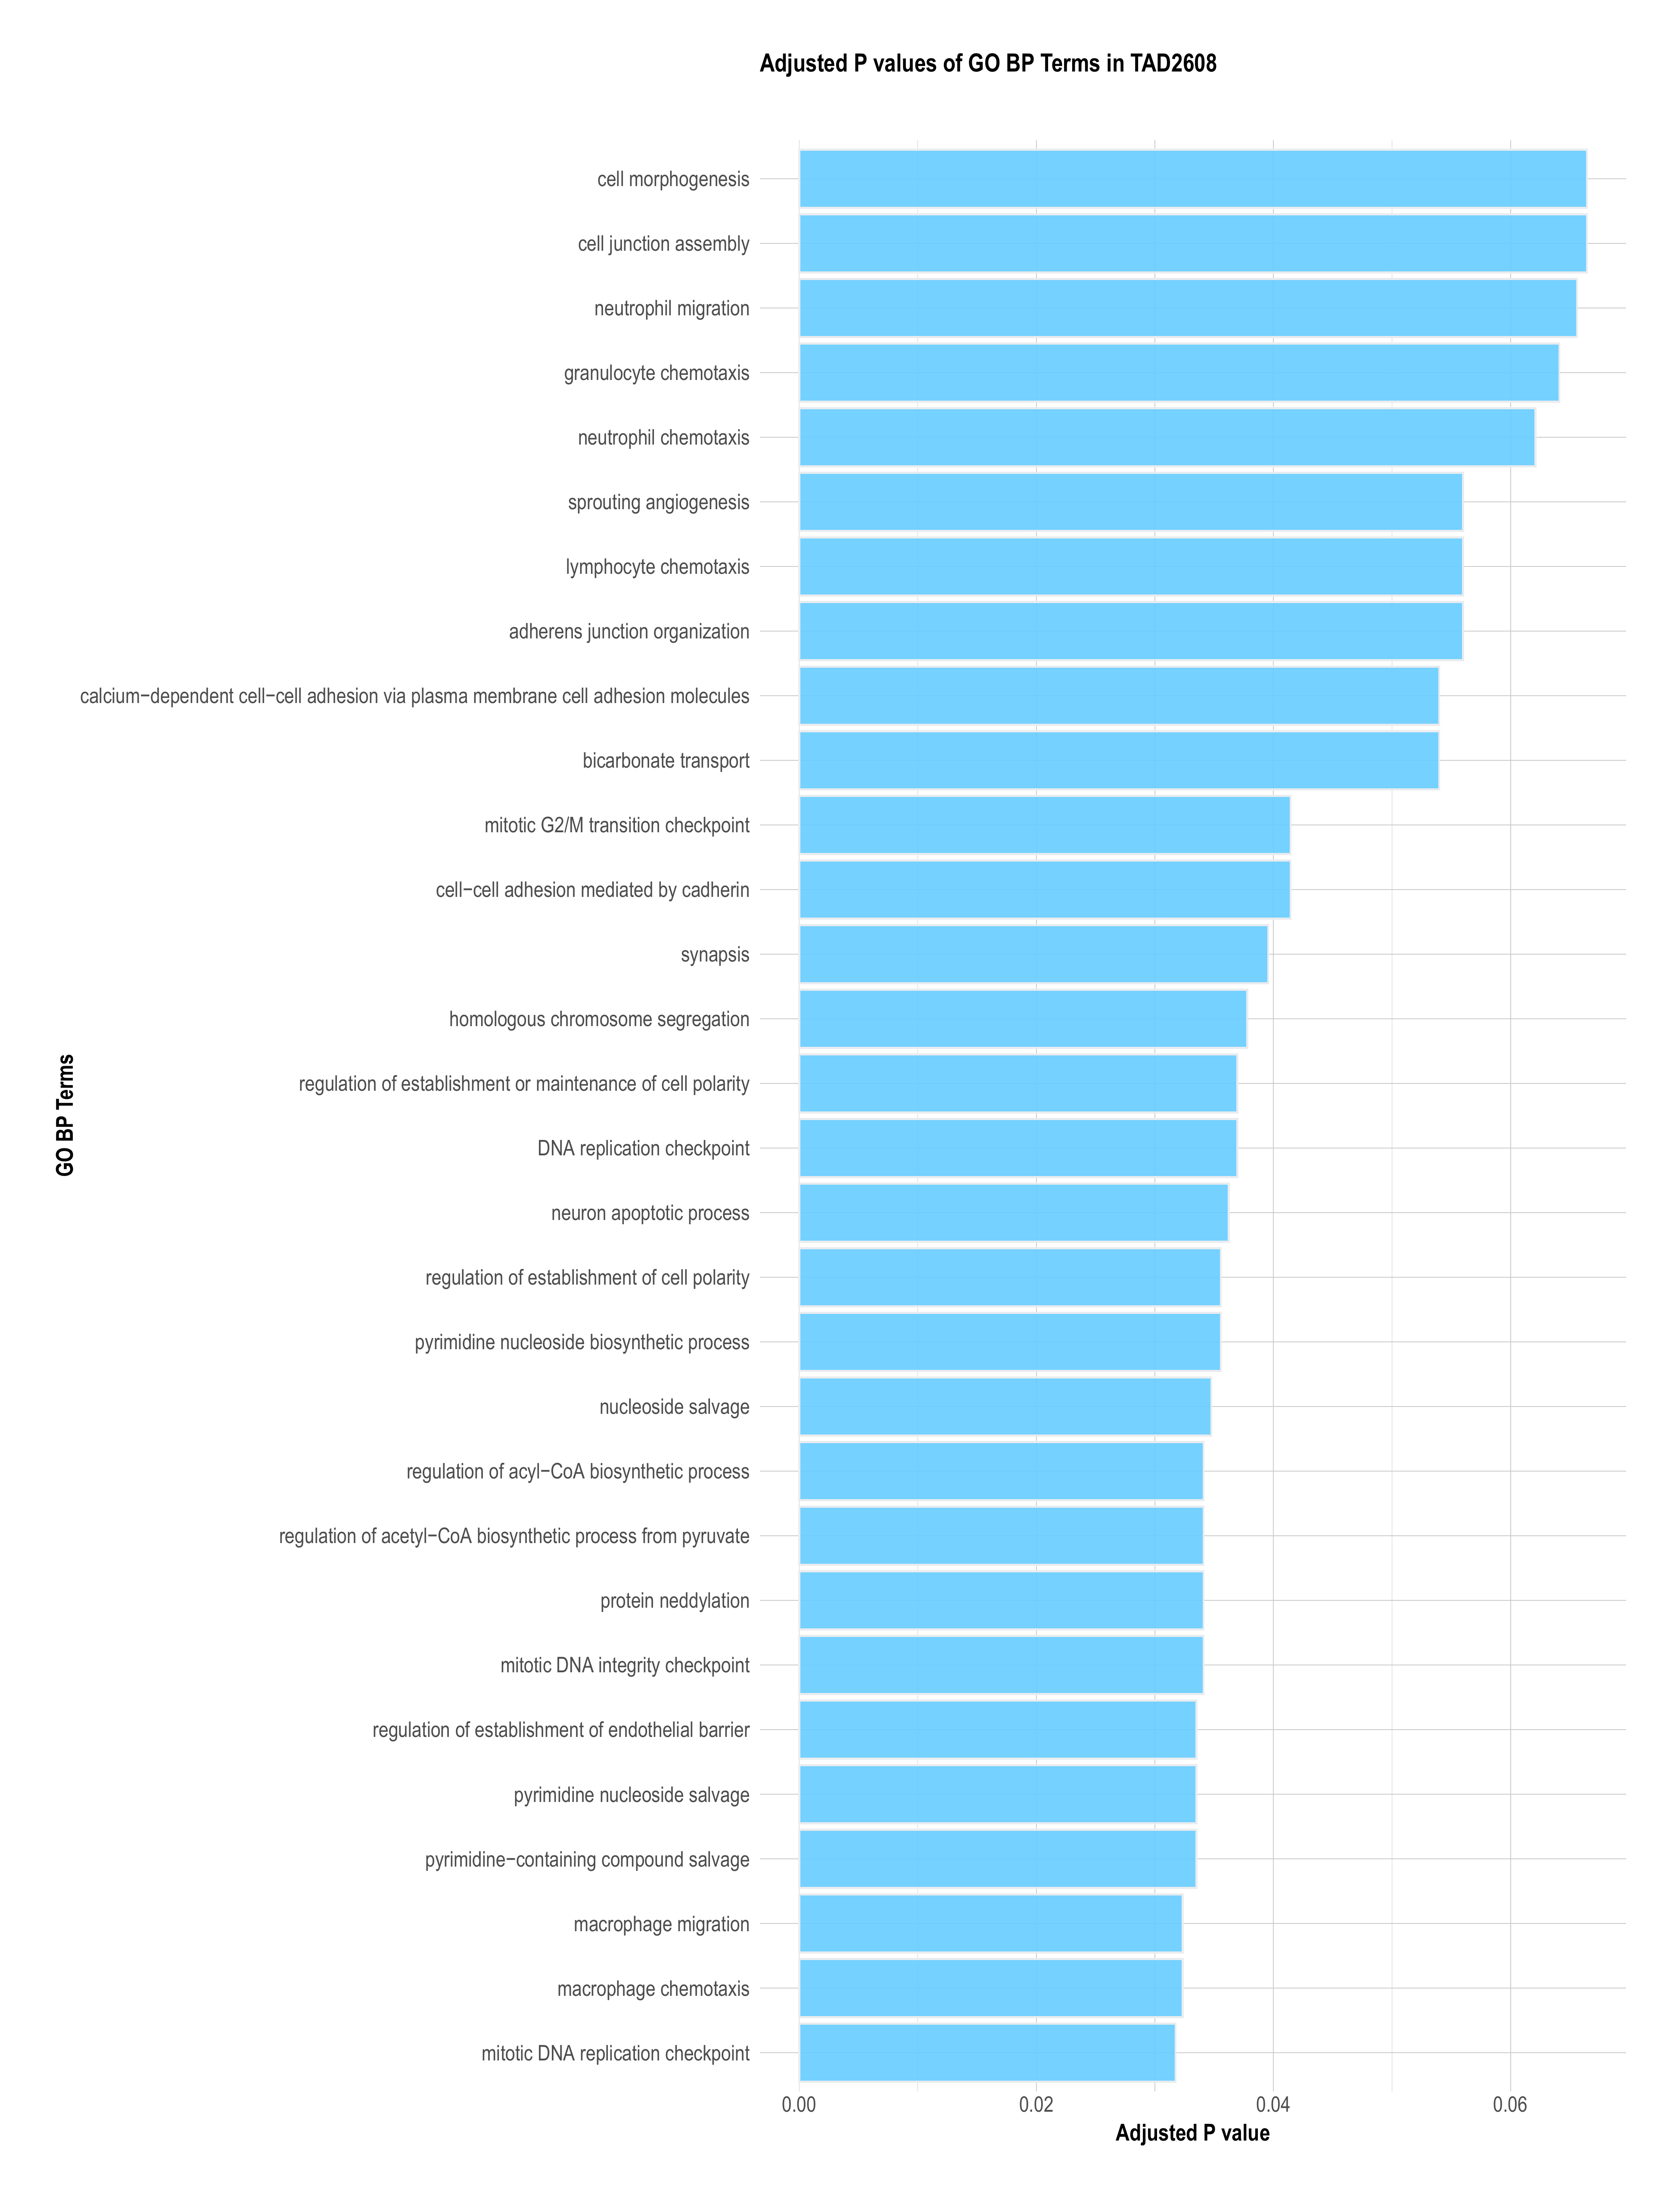 Adjusted P values of GO BP Terms in TAD2608
GO BP Terms
cell morphogenesis
cell junction assembly
neutrophil migration
granulocyte chemotaxis
neutrophil chemotaxis
sprouting angiogenesis
lymphocyte chemotaxis
adherens junction organization
calcium−dependent cell−cell adhesion via plasma membrane cell adhesion molecules
bicarbonate transport
mitotic G2/M transition checkpoint
cell−cell adhesion mediated by cadherin
synapsis
homologous chromosome segregation
regulation of establishment or maintenance of cell polarity
DNA replication checkpoint
neuron apoptotic process
regulation of establishment of cell polarity
pyrimidine nucleoside biosynthetic process
nucleoside salvage
regulation of acyl−CoA biosynthetic process
regulation of acetyl−CoA biosynthetic process from pyruvate
protein neddylation
mitotic DNA integrity checkpoint
regulation of establishment of endothelial barrier
pyrimidine nucleoside salvage
pyrimidine−containing compound salvage
macrophage migration
macrophage chemotaxis
mitotic DNA replication checkpoint
0.00 0.02 0.04 0.06
Adjusted P value